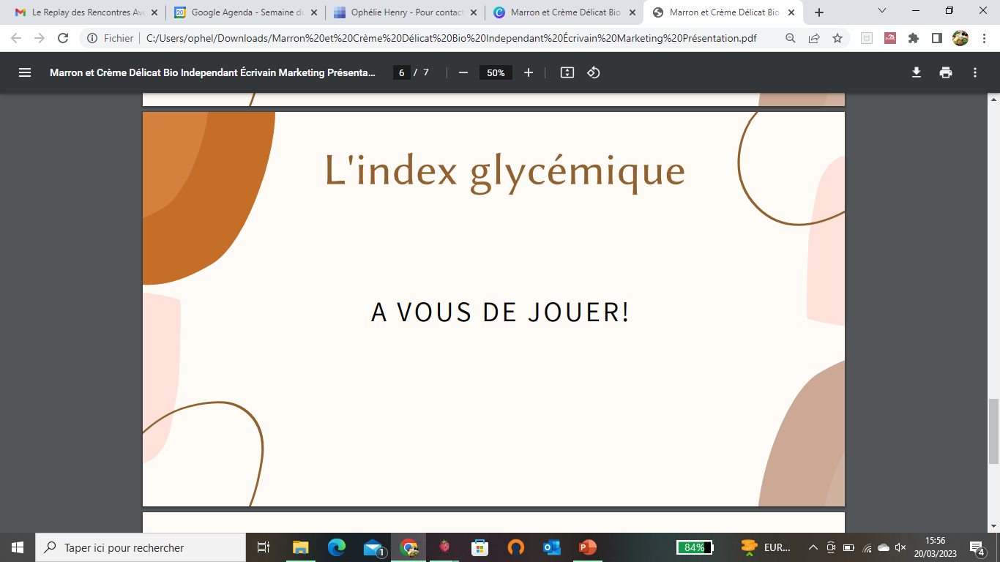 Le Replay des Rencontres Ave
Google Agenda - Semaine du
Ophélie Henry - Pour contact
Marron et Crème Délicat Bio
Marron et Crème Délicat Bio
Fichier
C:/Users/ophel/Downloads/Marron%20et%20Crème%20Délicat%20Bio%20Independant%20Écrivain%20Marketing%20Présentation.pdf
Marron et Crème Délicat Bio Independant Écrivain Marketing Présenta...
6 / 7
50%
L'index glycémique
A VOUS DE JOUER!
Taper ici pour rechercher
1
84%
EUR...
15:56
20/03/2023
4